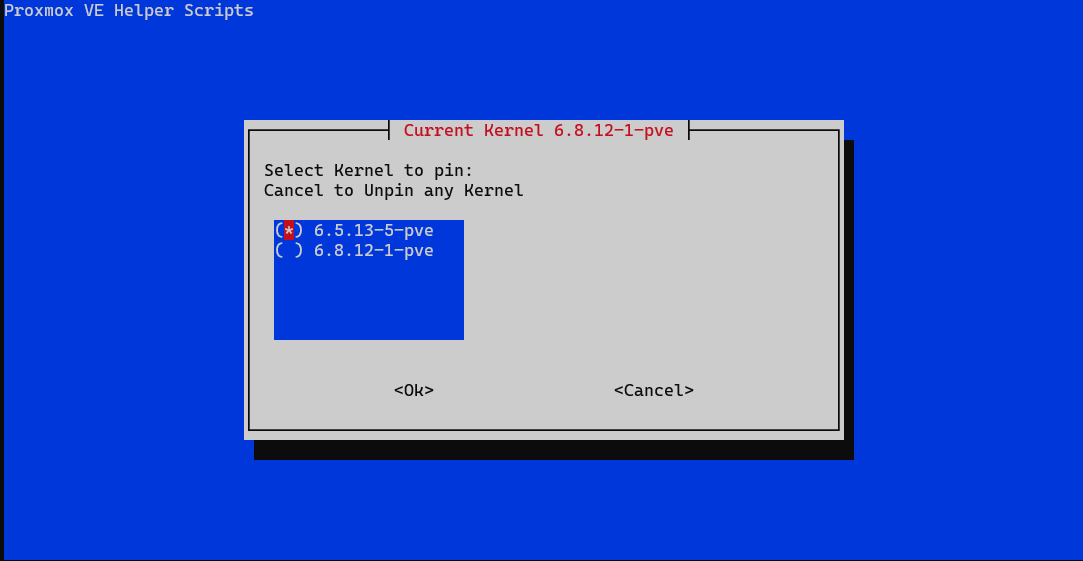 Proxmox VE Helper Scripts
Current Kernel 6.8.12-1-pve
Select Kernel to pin:
Cancel to Unpin any Kernel
(*) 6.5.13-5-pve
( ) 6.8.12-1-pve
<Ok> <Cancel>